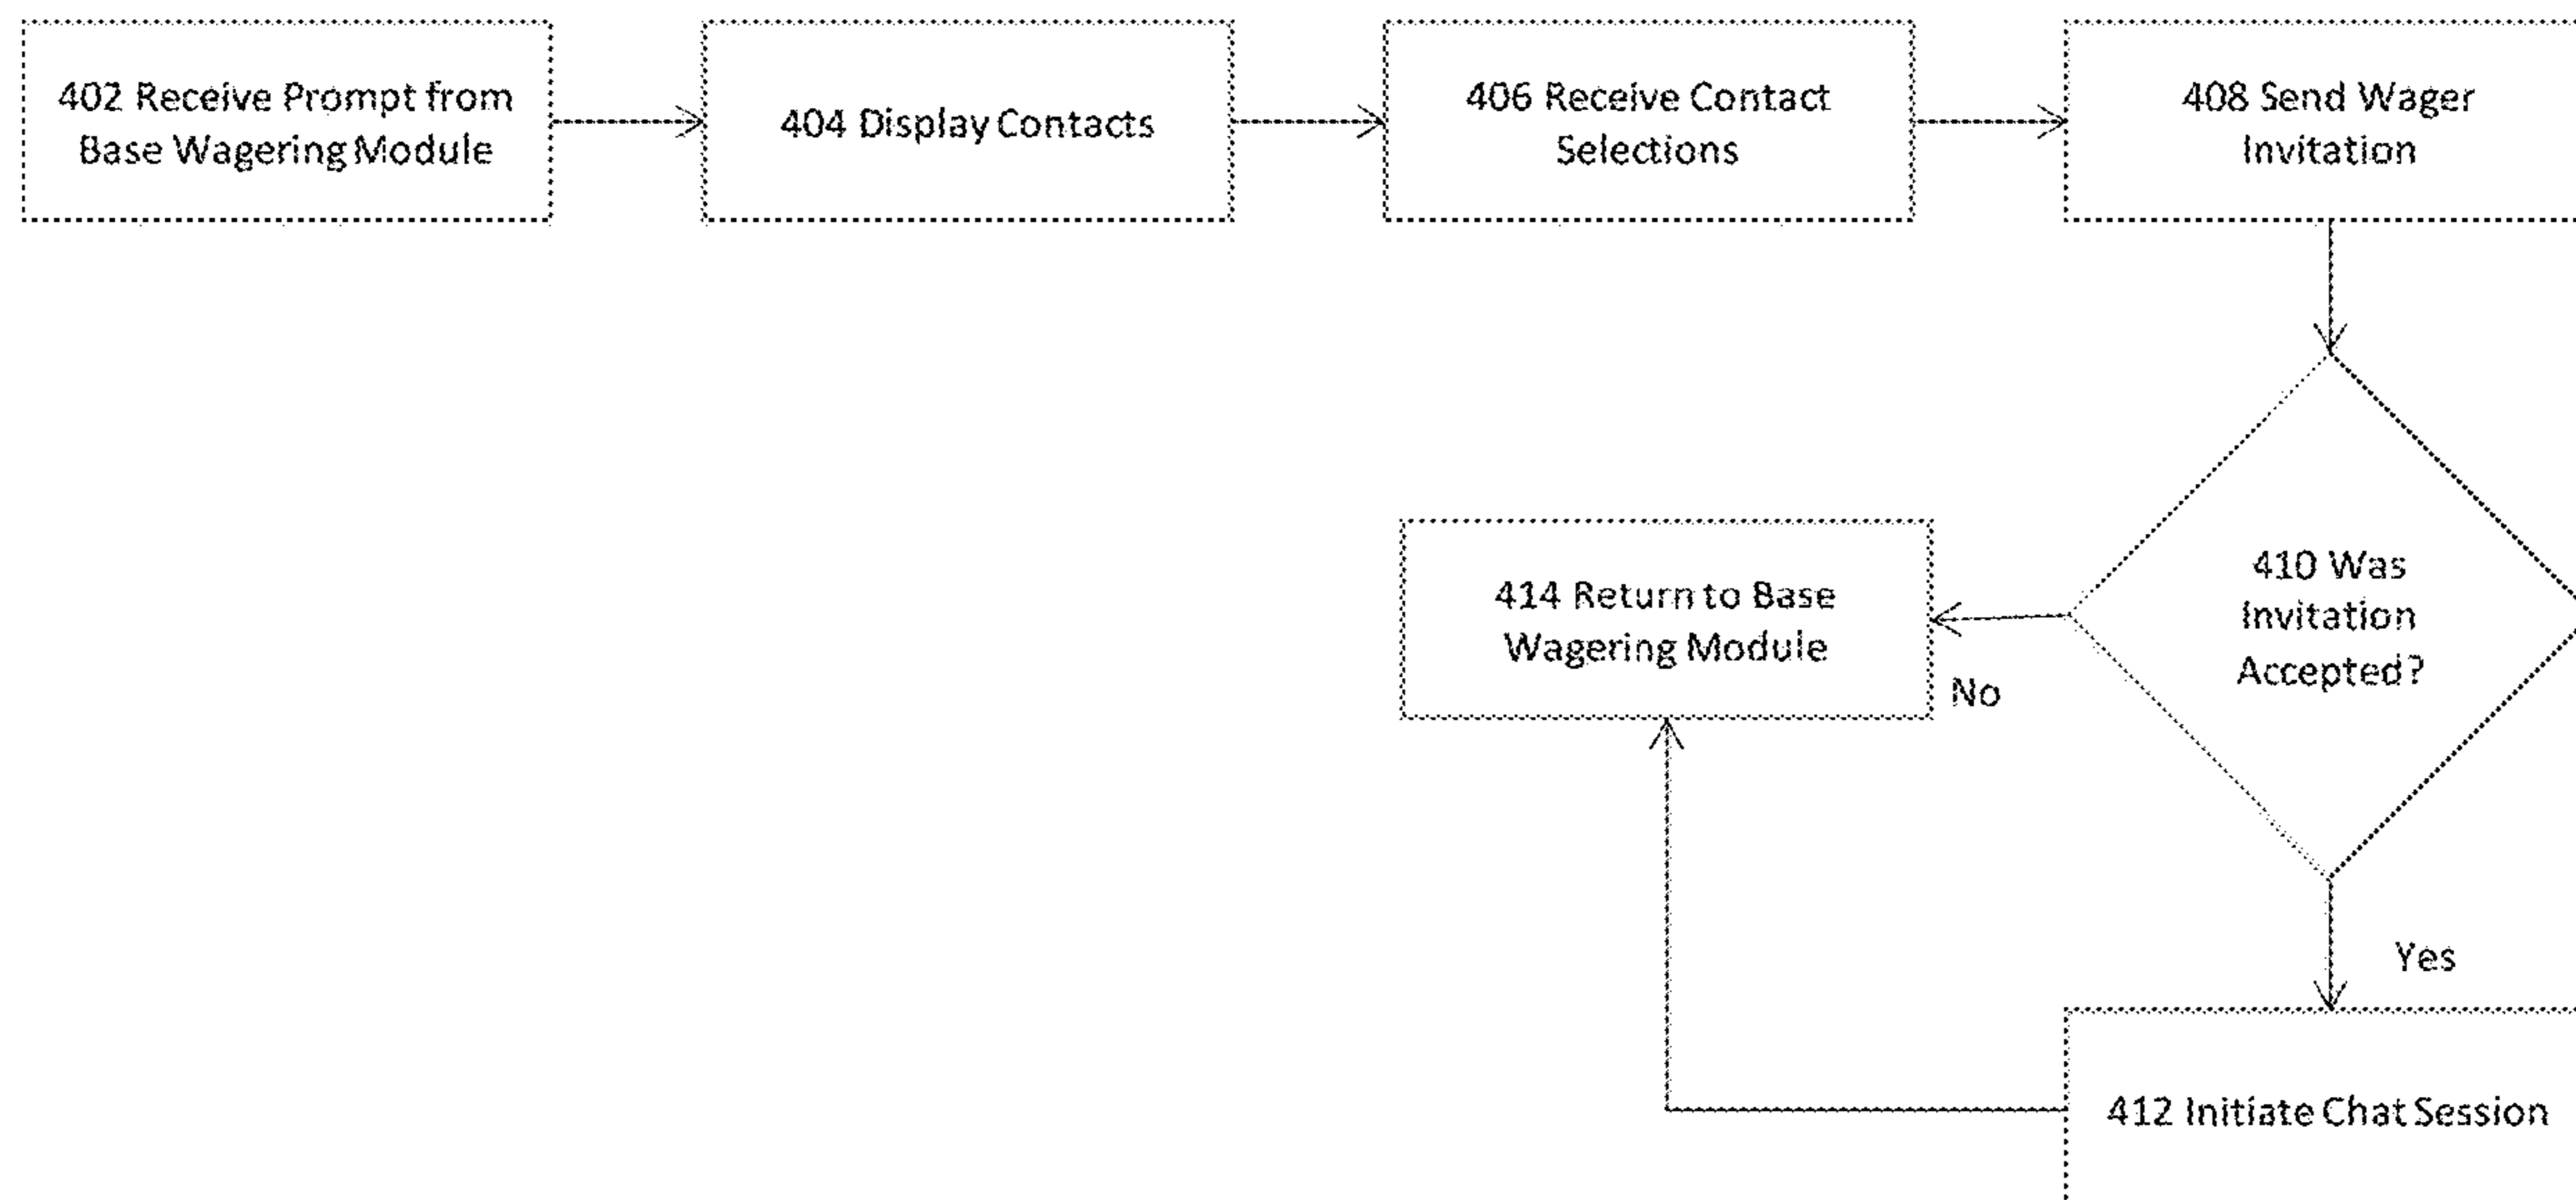 402 Receive Prompt from
Base Wagering Module
404 Display Contacts
406 Receive Contact
Selections
408 Send Wager
Invitation
410 Was
Invitation
Accepted?
414 Return to Base
Wagering Module
No
Yes
412 Initiate Chat Session